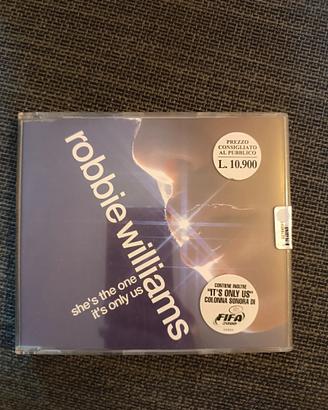 robbie williams
she's the one
it's only us
PREZZO
CONSIGLIATO
AL PUBBLICO
L. 10.900
CONTIENE INOLTRE
"IT'S ONLY US"
COLONNA SONORA DI
FIFA
2000